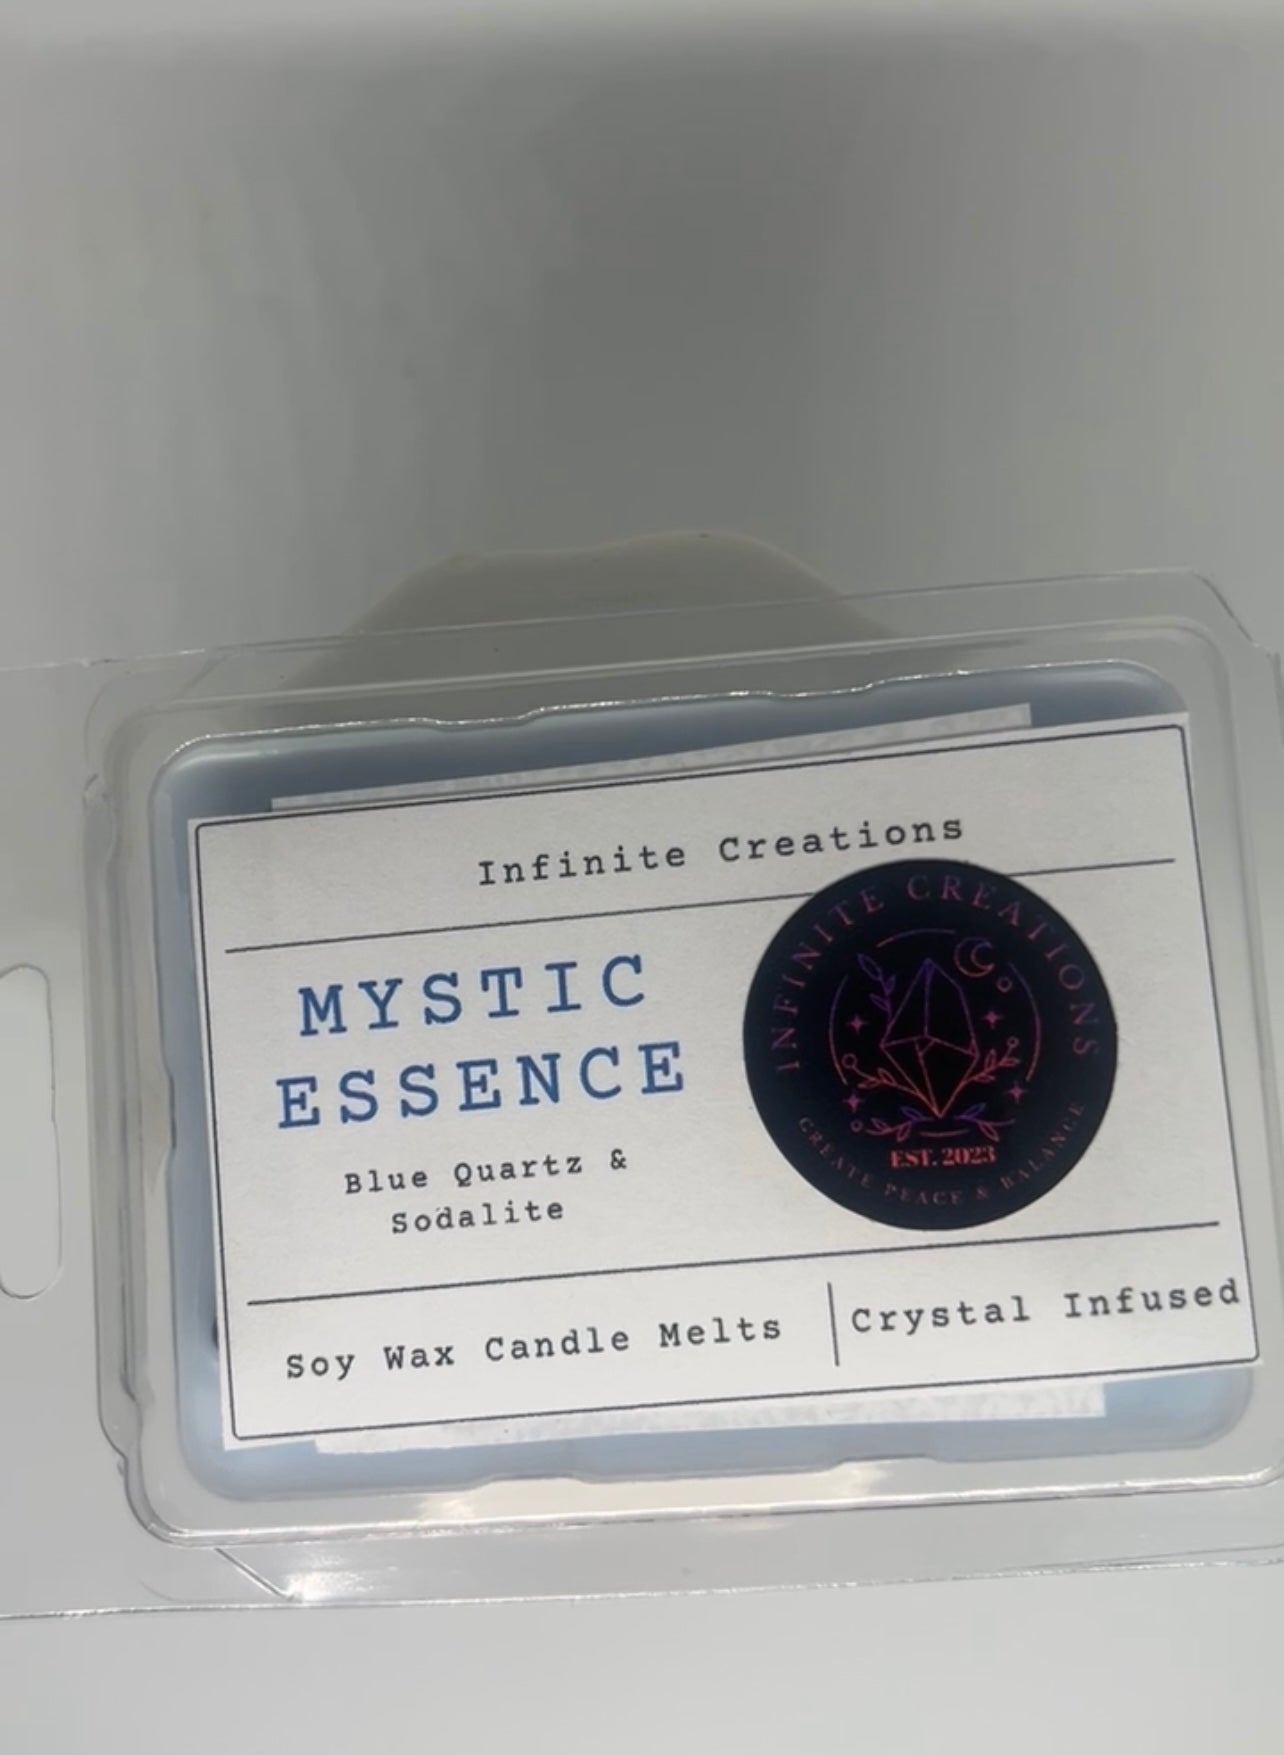 Infinite Creations
MYSTIC
ESSENCE
Blue Quartz &
Sodalite
INFINITE CREATIONS
EST. 2023
CREATE PEACE & BALANCE
Soy Wax Candle Melts
Crystal Infused